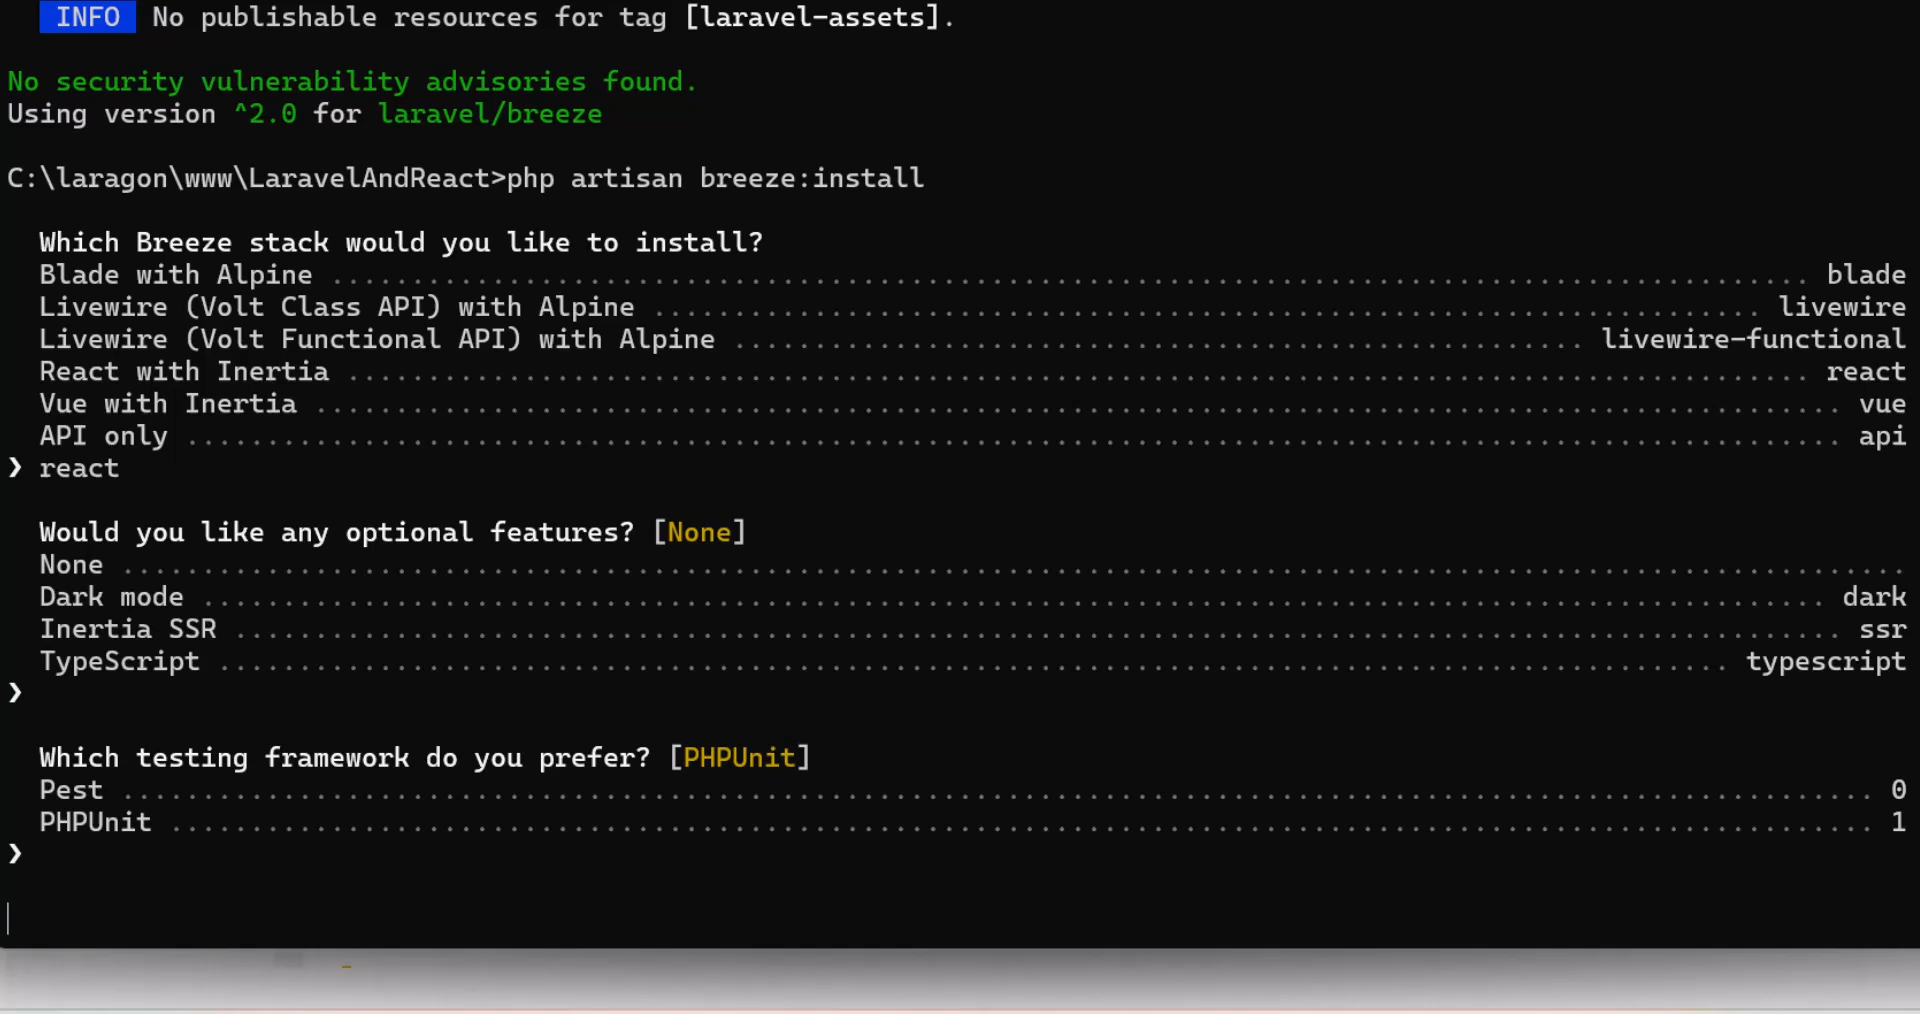 INFO No publishable resources for tag [laravel-assets].
No security vulnerability advisories found.
Using version ^2.0 for laravel/breeze
C:\laragon\www\LaravelAndReact>php artisan breeze:install
Which Breeze stack would you like to install?
Blade with Alpine ........................................ blade
Livewire (Volt Class API) with Alpine ........................................ livewire
Livewire (Volt Functional API) with Alpine ........................................ livewire-functional
React with Inertia ........................................ react
Vue with Inertia ........................................ vue
API only ........................................ api
❯ react
Would you like any optional features? [None]
None ........................................
Dark mode ........................................ dark
Inertia SSR ........................................ ssr
TypeScript ........................................ typescript
❯
Which testing framework do you prefer? [PHPUnit]
Pest ........................................ 0
PHPUnit ........................................ 1
❯